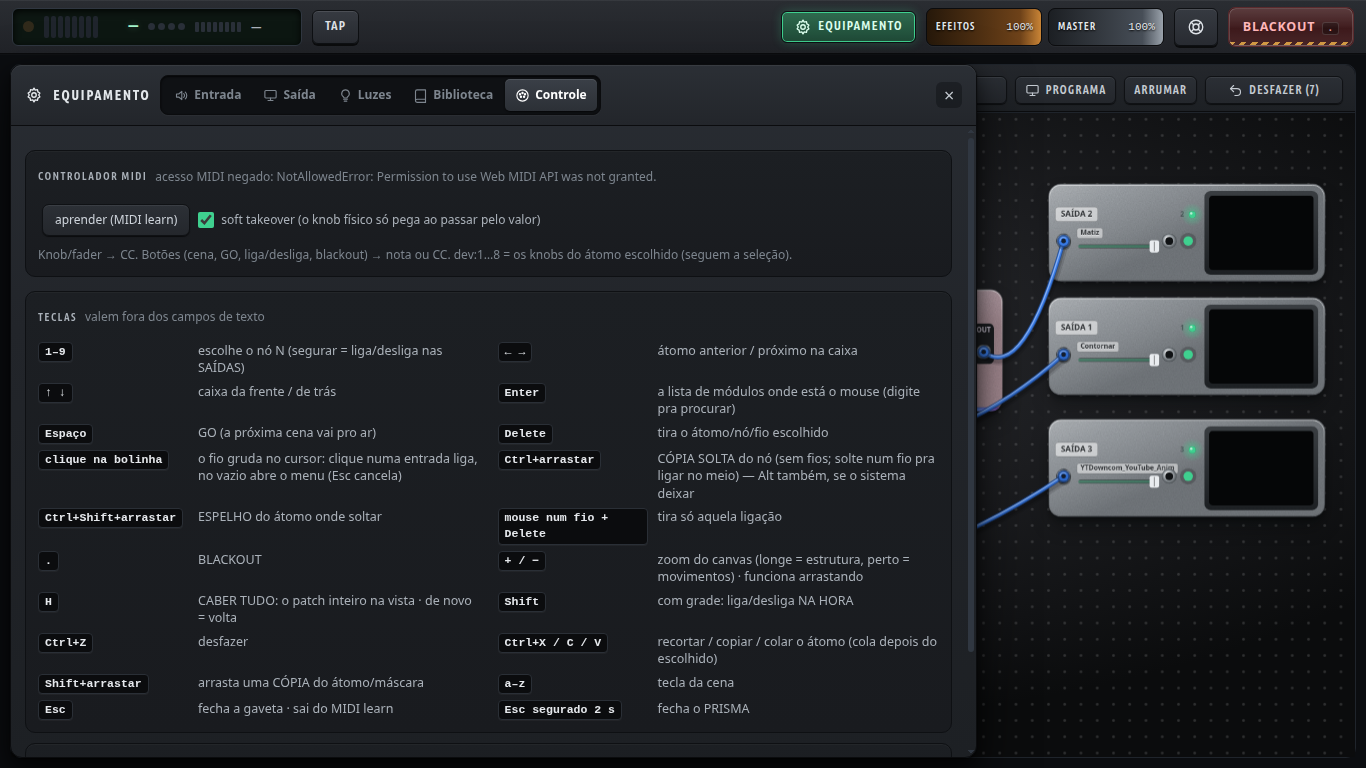 TAP
EQUIPAMENTO
EFEITOS 100%
MASTER 100%
BLACKOUT .
EQUIPAMENTO
Entrada
Saída
Luzes
Biblioteca
Controle
PROGRAMA
ARRUMAR
DESFAZER (7)
CONTROLADOR MIDI acesso MIDI negado: NotAllowedError: Permission to use Web MIDI API was not granted.
aprender (MIDI learn) soft takeover (o knob físico só pega ao passar pelo valor)
Knob/fader → CC. Botões (cena, GO, liga/desliga, blackout) → nota ou CC. dev:1…8 = os knobs do átomo escolhido (seguem a seleção).
TECLAS valem fora dos campos de texto
1–9 escolhe o nó N (segurar = liga/desliga nas
SAÍDAS)
← → átomo anterior / próximo na caixa
↑ ↓ caixa da frente / de trás
Enter a lista de módulos onde está o mouse (digite
pra procurar)
Espaço GO (a próxima cena vai pro ar)
Delete tira o átomo/nó/fio escolhido
clique na bolinha o fio gruda no cursor: clique numa entrada liga,
no vazio abre o menu (Esc cancela)
Ctrl+arrastar CÓPIA SOLTA do nó (sem fios; solte num fio pra
ligar no meio) — Alt também, se o sistema
deixar
Ctrl+Shift+arrastar ESPELHO do átomo onde soltar
mouse num fio +
Delete
tira só aquela ligação
. BLACKOUT
+ / − zoom do canvas (longe = estrutura, perto =
movimentos) · funciona arrastando
H CABER TUDO: o patch inteiro na vista · de novo
= volta
Shift com grade: liga/desliga NA HORA
Ctrl+Z desfazer
Ctrl+X / C / V recortar / copiar / colar o átomo (cola depois do
escolhido)
Shift+arrastar arrasta uma CÓPIA do átomo/máscara
a–z tecla da cena
Esc fecha a gaveta · sai do MIDI learn
Esc segurado 2 s fecha o PRISMA
OUT
SAÍDA 2 2
Matiz
SAÍDA 1 1
Contornar
SAÍDA 3 3
YTDowncom_YouTube_Anim